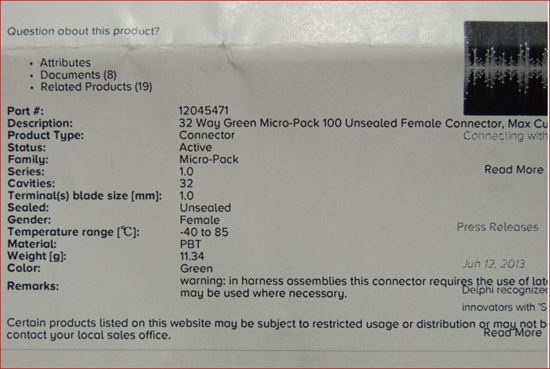 Question about this product?
• Attributes
• Documents (8)
• Related Products (19)
Part #: 12045471
Description: 32 Way Green Micro-Pack 100 Unsealed Female Connector, Max Cu
Product Type: Connector
Status: Active
Family: Micro-Pack
Series: 1.0
Cavities: 32
Terminal(s) blade size [mm]: 1.0
Sealed: Unsealed
Gender: Female
Temperature range [°C]: -40 to 85
Material: PBT
Weight [g]: 11.34
Color: Green
Remarks: warning: in harness assemblies this connector requires the use of lat
may be used where necessary.
Certain products listed on this website may be subject to restricted usage or distribution or may not b
contact your local sales office.
Connecting with
Read More
Press Releases
Jun 12, 2013
Delphi recognized
innovators with 'S
Read More